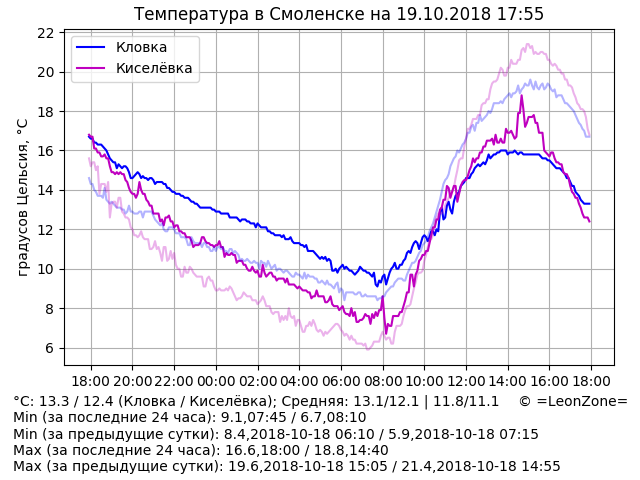 Температура в Смоленске на 19.10.2018 17:55
Кловка
Киселёвка
градусов Цельсия, °C
22
20
18
16
14
12
10
8
6
18:00 20:00 22:00 00:00 02:00 04:00 06:00 08:00 10:00 12:00 14:00 16:00 18:00
°C: 13.3 / 12.4 (Кловка / Киселёвка); Средняя: 13.1/12.1 | 11.8/11.1 © =LeonZone=
Min (за последние 24 часа): 9.1,07:45 / 6.7,08:10
Min (за предыдущие сутки): 8.4,2018-10-18 06:10 / 5.9,2018-10-18 07:15
Max (за последние 24 часа): 16.6,18:00 / 18.8,14:40
Max (за предыдущие сутки): 19.6,2018-10-18 15:05 / 21.4,2018-10-18 14:55